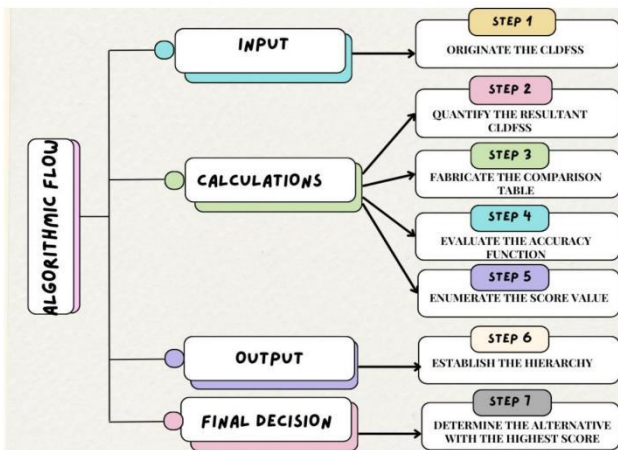 ALGORITHMIC FLOW
INPUT
STEP 1
ORIGINATE THE CLDFSS
CALCULATIONS
STEP 2
QUANTIFY THE RESULTANT
CLDFSS
STEP 3
FABRICATE THE COMPARISON
TABLE
STEP 4
EVALUATE THE ACCURACY
FUNCTION
STEP 5
ENUMERATE THE SCORE VALUE
OUTPUT
STEP 6
ESTABLISH THE HIERARCHY
FINAL DECISION
STEP 7
DETERMINE THE ALTERNATIVE
WITH THE HIGHEST SCORE